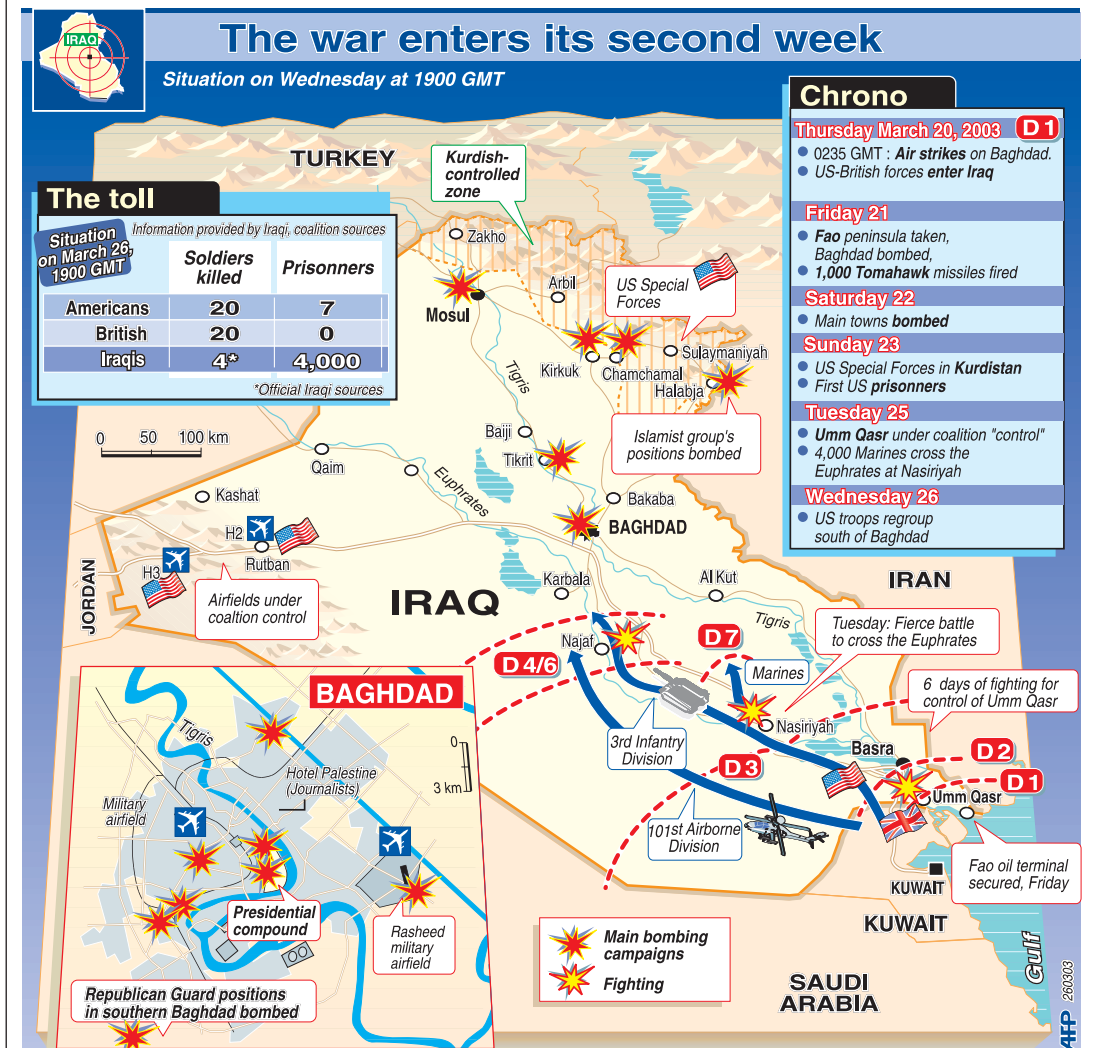 IRAQ
The war enters its second week
Situation on Wednesday at 1900 GMT
Chrono
Thursday March 20, 2003 D 1
0235 GMT : Air strikes on Baghdad.
US-British forces enter Iraq
Friday 21
Fao peninsula taken,
Baghdad bombed,
1,000 Tomahawk missiles fired
Saturday 22
Main towns bombed
Sunday 23
US Special Forces in Kurdistan
First US prisonners
Tuesday 25
Umm Qasr under coalition "control"
4,000 Marines cross the
Euphrates at Nasiriyah
Wednesday 26
US troops regroup
south of Baghdad
The toll
Situation
on March 26,
1900 GMT
Information provided by Iraqi, coalition sources
Soldiers
killed
Prisonners
Americans 20 7
British 20 0
Iraqis 4* 4,000
*Official Iraqi sources
TURKEY
Kurdish-
controlled
zone
Zakho
Mosul
Arbil
US Special
Forces
Kirkuk
Chamchamal
Sulaymaniyah
Halabja
Tigris
Islamist group's
positions bombed
0 50 100 km
Baiji
Tikrit
Qaim
Euphrates
Kashat
Bakaba
BAGHDAD
H2
Rutban
H3
JORDAN
Airfields under
coaltion control
IRAQ
Karbala
Al Kut
IRAN
Tigris
Najaf
D 4/6
D 7
Marines
Tuesday: Fierce battle
to cross the Euphrates
Nasiriyah
6 days of fighting for
control of Umm Qasr
3rd Infantry
Division
D 3
Basra
D 2
D 1
Umm Qasr
101st Airborne
Division
Fao oil terminal
secured, Friday
KUWAIT
KUWAIT
SAUDI
ARABIA
Gulf
BAGHDAD
Tigris
0
3 km
Hotel Palestine
(Journalists)
Military
airfield
Presidential
compound
Rasheed
military
airfield
Republican Guard positions
in southern Baghdad bombed
Main bombing
campaigns
Fighting
AFP 260303